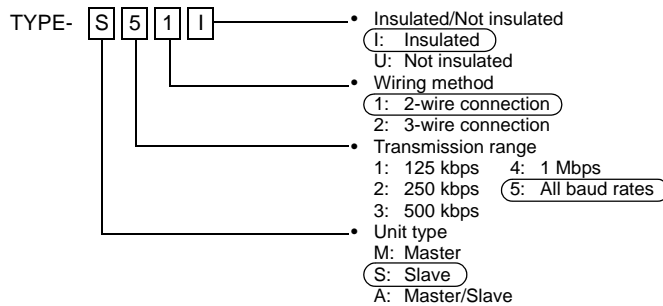 TYPE- S 5 1 I
• Insulated/Not insulated
I: Insulated
U: Not insulated
• Wiring method
1: 2-wire connection
2: 3-wire connection
• Transmission range
1: 125 kbps 4: 1 Mbps
2: 250 kbps 5: All baud rates
3: 500 kbps
• Unit type
M: Master
S: Slave
A: Master/Slave